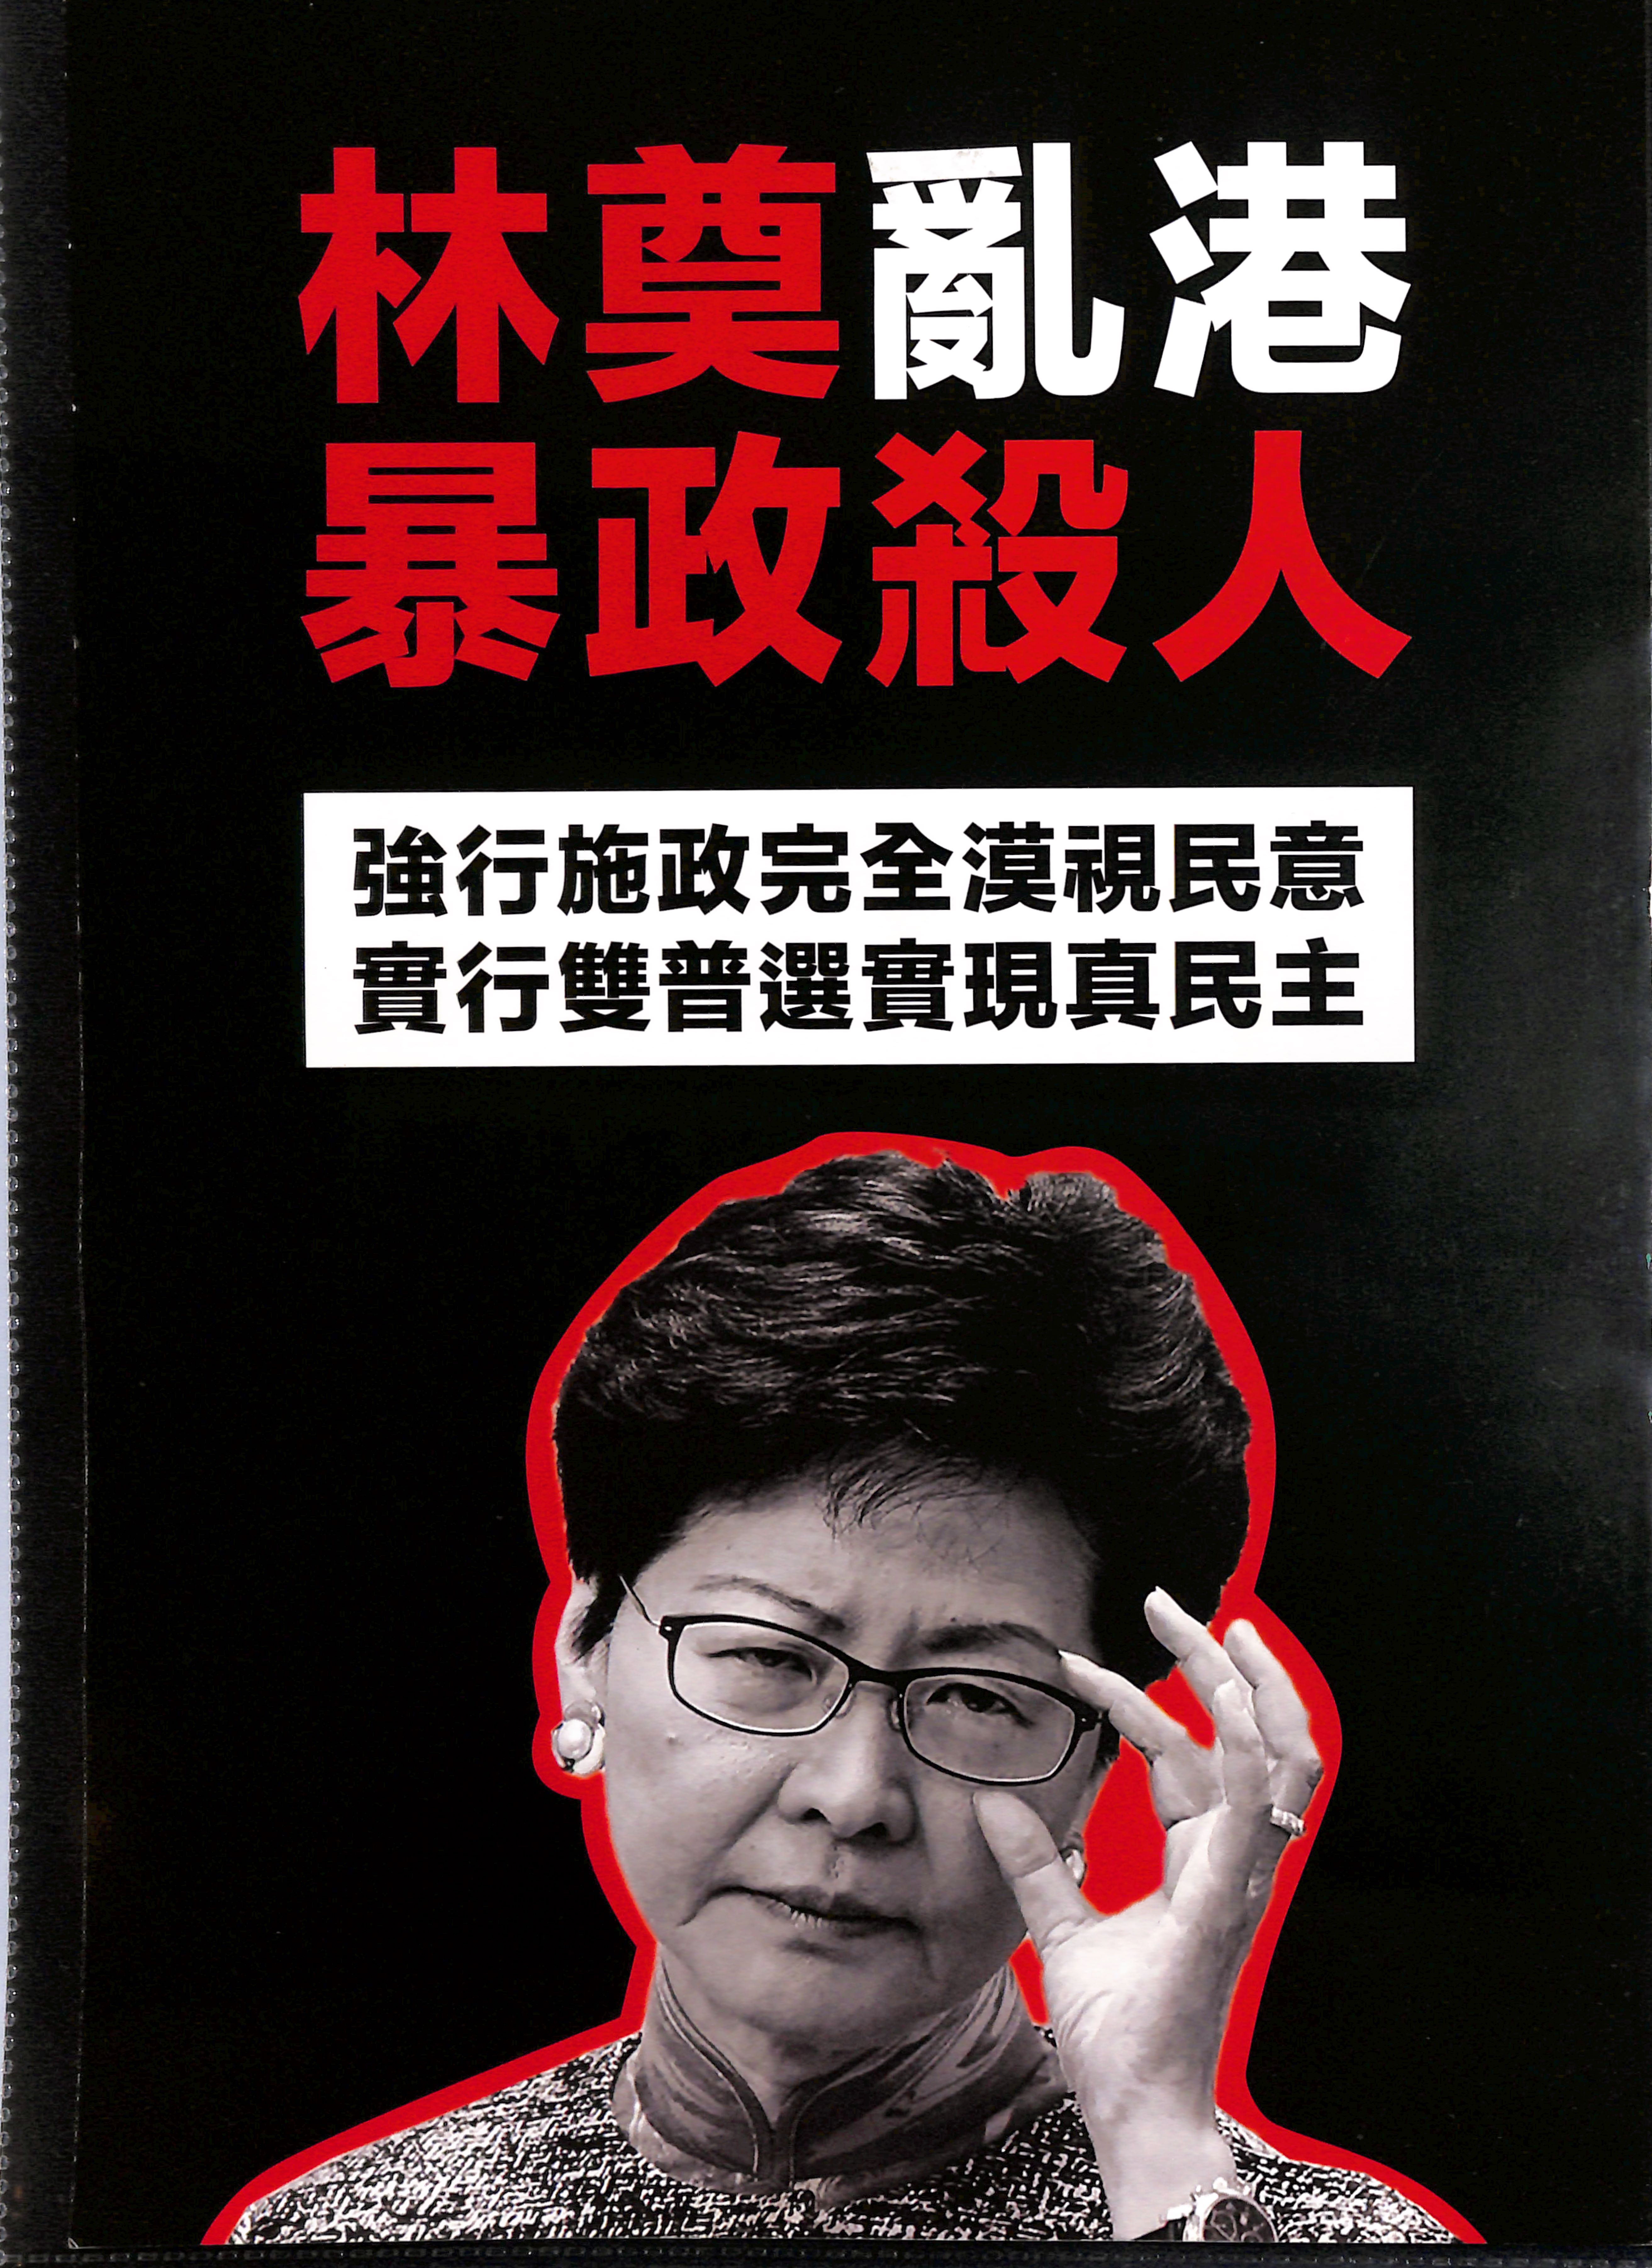 林奠亂港
暴政殺人
強行施政完全漠視民意
實行雙普選實現真民主